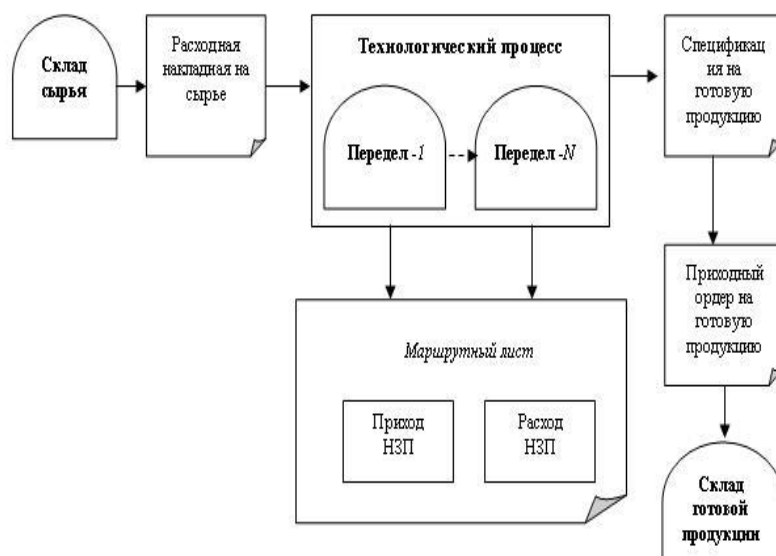 Склад
сырья
Расходная
накладная на
сырье
Технологический процесс
Передел -1
Передел -N
Спецификац
ия на
готовую
продукцию
Приходный
ордер на
готовую
продукцию
Маршрутный лист
Приход
НЗП
Расход
НЗП
Склад
готовой
продукции